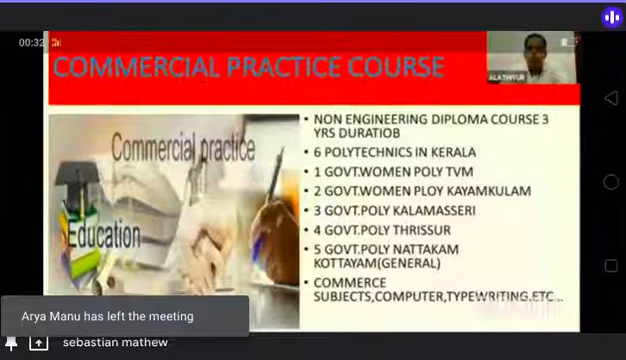 00:32
COMMERCIAL PRACTICE COURSE
Commercial practice
Education
• NON ENGINEERING DIPLOMA COURSE 3
YRS DURATIOB
• 6 POLYTECHNICS IN KERALA
• 1 GOVT.WOMEN POLY TVM
• 2 GOVT.WOMEN PLOY KAYAMKULAM
• 3 GOVT.POLY KALAMASSERI
• 4 GOVT.POLY THRISSUR
• 5 GOVT.POLY NATTAKAM
KOTTAYAM(GENERAL)
• COMMERCE
SUBJECTS,COMPUTER,TYPEWRITING,ETC...
Arya Manu has left the meeting
sebastian mathew